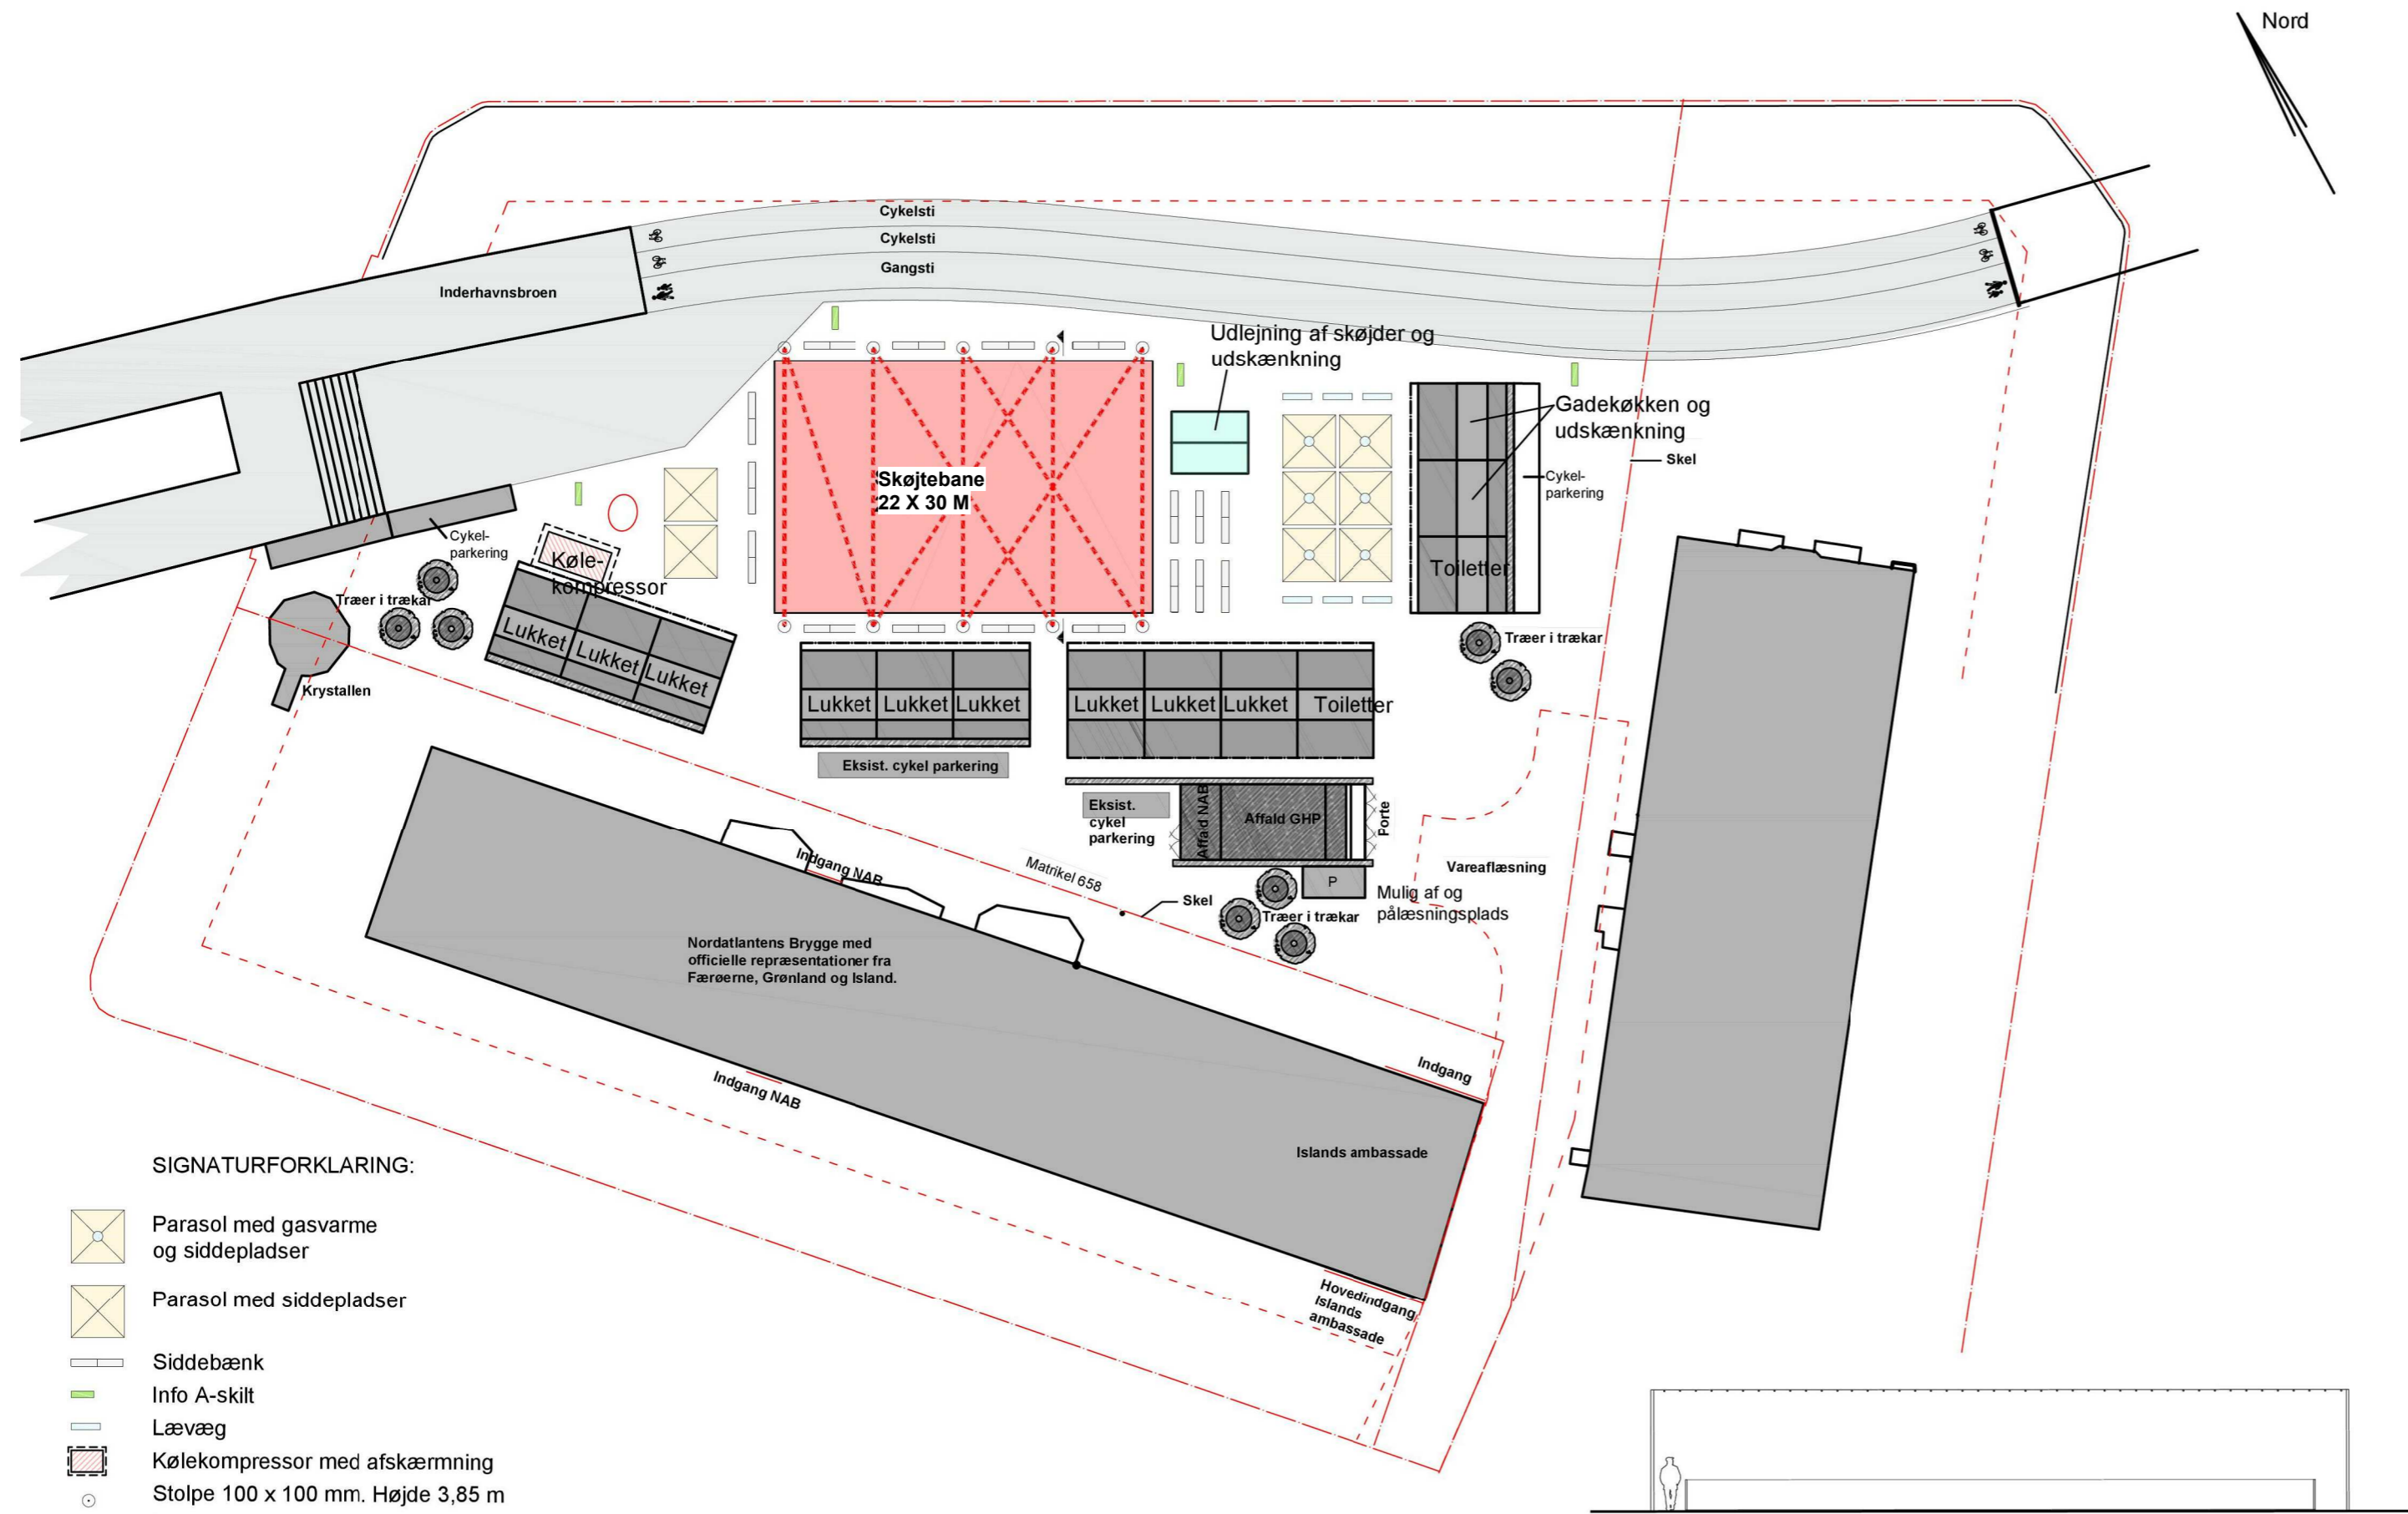 Nord
Cykelsti
Cykelsti
Gangsti
Inderhavnsbroen
Udlejning af skøjder og
udskænkning
Gadekøkken og
udskænkning
Skel
Cykel-
parkering
Skøjtebane
22 X 30 M
Cykel-
parkering
Køle-
kompressor
Toiletter
Træer i trækar
Træer i trækar
Lukket
Lukket
Lukket
Krystallen
Lukket
Lukket
Lukket
Lukket
Lukket
Lukket
Toiletter
Eksist. cykel parkering
Eksist.
cykel
parkering
Affald NAB
Affald GHP
Porte
Indgang NAB
Matrikel 658
Vareaflæsning
P
Mulig af og
pålæsningsplads
Skel
Træer i trækar
Nordatlantens Brygge med
officielle repræsentationer fra
Færøerne, Grønland og Island.
Indgang
Indgang NAB
Islands ambassade
Hovedindgang
Islands
ambassade
SIGNATURFORKLARING:
Parasol med gasvarme
og siddepladser
Parasol med siddepladser
Siddebænk
Info A-skilt
Lævæg
Kølekompressor med afskærmning
Stolpe 100 x 100 mm. Højde 3,85 m